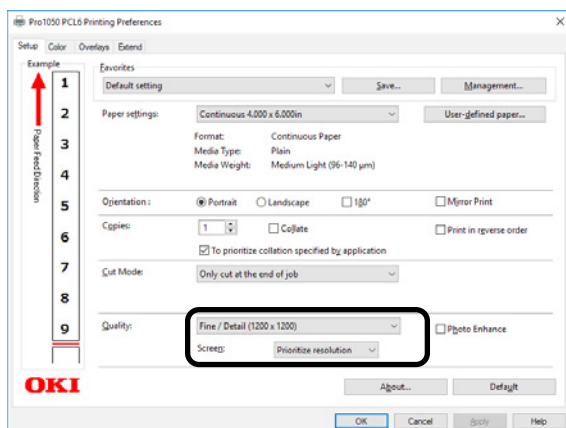 Pro1050 PCL6 Printing Preferences
Setup Color Overlays Extend
Example
Paper Feed Direction
1
2
3
4
5
6
7
8
9
OKI
Favorites
Default setting Save... Management...
Paper settings: Continuous 4.000 x 6.000in User-defined paper...
Format: Continuous Paper
Media Type: Plain
Media Weight: Medium Light (96-140 µm)
Orientation : Portrait Landscape 180° Mirror Print
Copies: 1 Collate Print in reverse order
To prioritize collation specified by application
Cut Mode: Only cut at the end of job
Quality: Fine / Detail (1200 x 1200) Photo Enhance
Screen: Prioritize resolution
About... Default
OK Cancel Apply Help